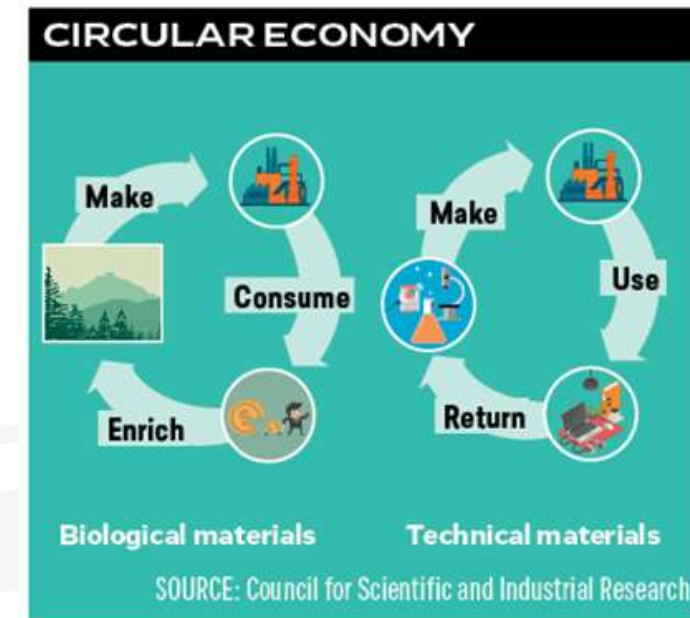 CIRCULAR ECONOMY
Make
Consume
Enrich
Biological materials
Make
Use
Return
Technical materials
SOURCE: Council for Scientific and Industrial Research